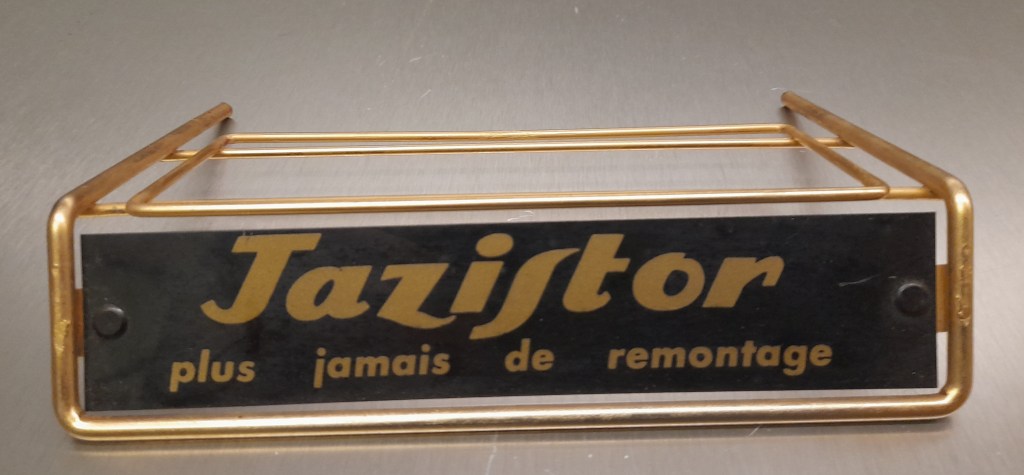 Jazistor
plus jamais de remontage